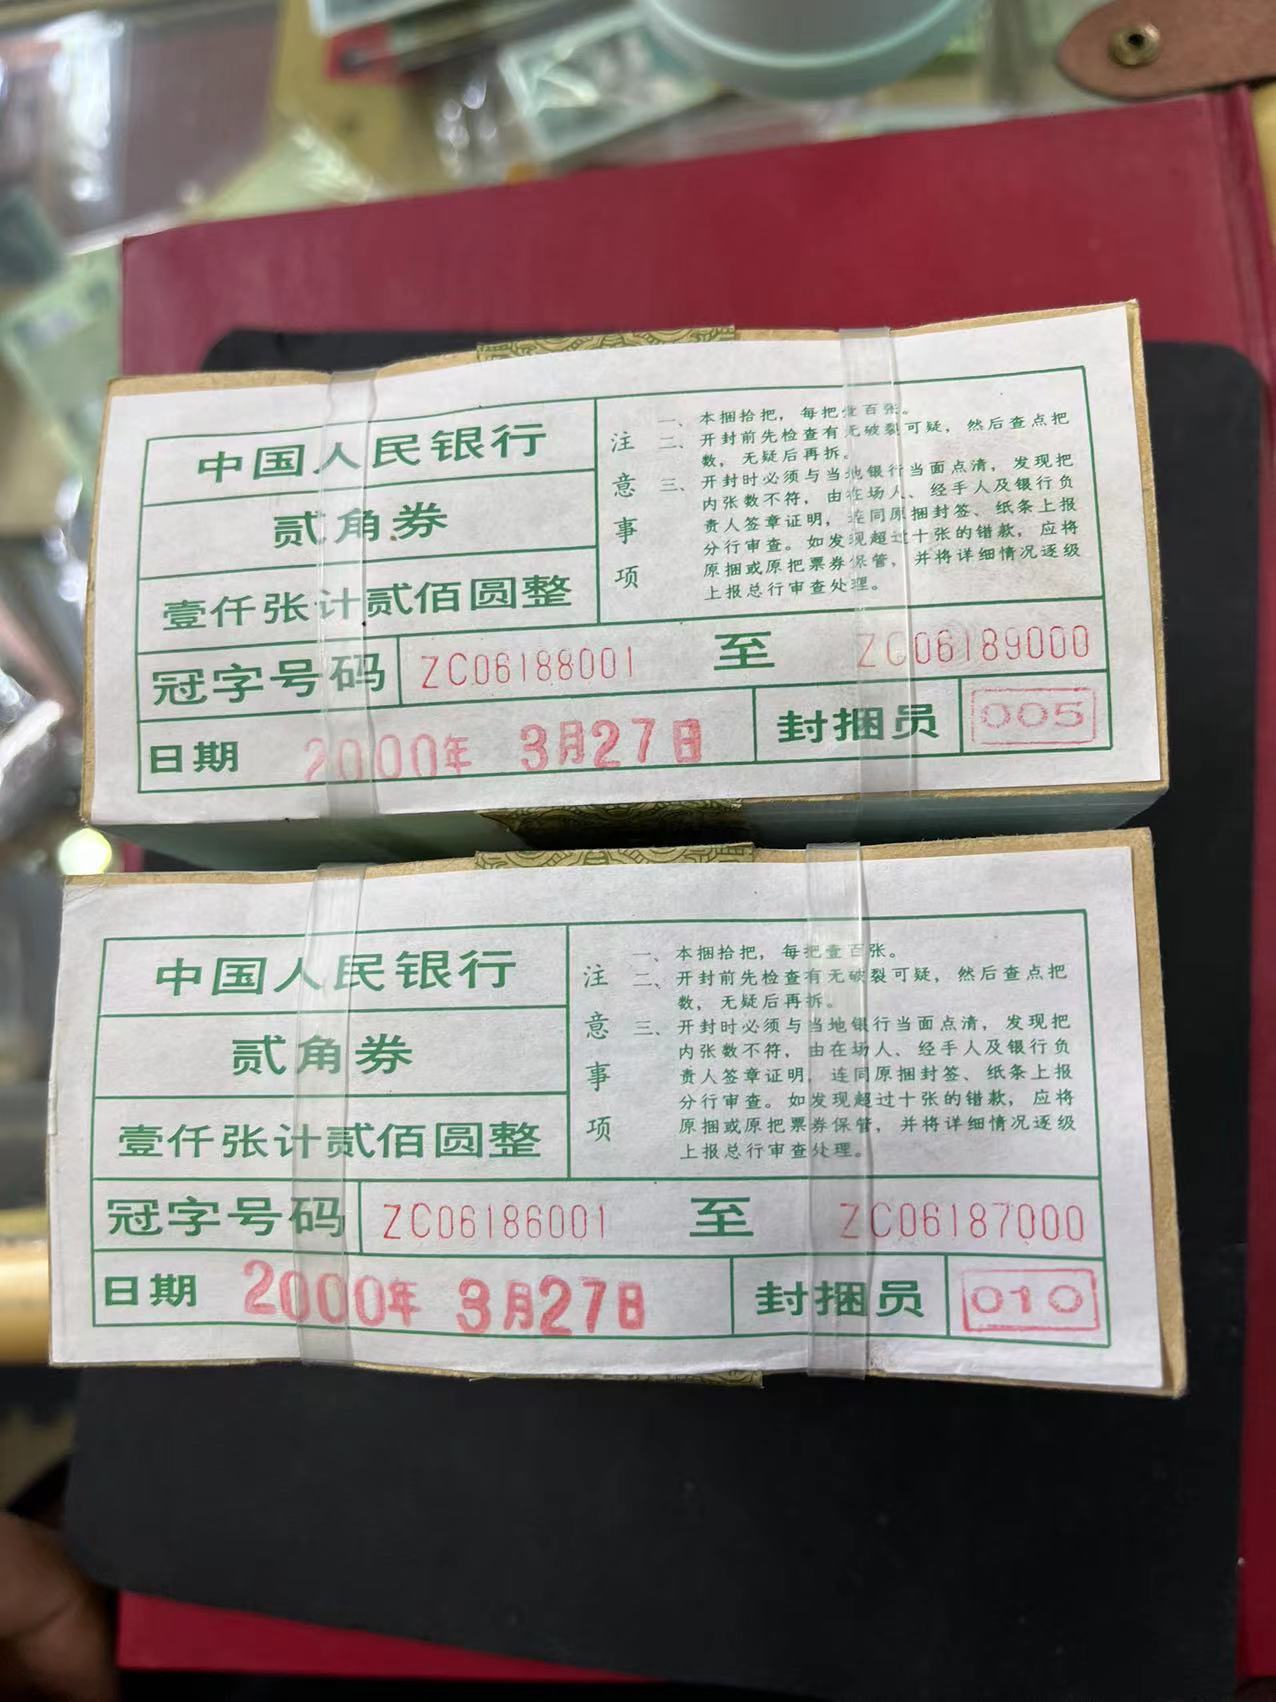 中国人民银行
贰角券
壹仟张计贰佰圆整
注意事项
一、本捆拾把，每把壹百张。
二、开封前先检查有无破裂可疑，然后查点把
数，无疑后再拆。
三、开封时必须与当地银行当面点清，发现把
内张数不符，由在场人、经手人及银行负
责人签章证明，连同原捆封签、纸条上报
分行审查。如发现超过十张的错款，应将
原捆或原把票券保管，并将详细情况逐级
上报总行审查处理。
冠字号码 ZC06188001 至 ZC06189000
日期 2000年 3月27日 封捆员 005
中国人民银行
贰角券
壹仟张计贰佰圆整
注意事项
一、本捆拾把，每把壹百张。
二、开封前先检查有无破裂可疑，然后查点把
数，无疑后再拆。
三、开封时必须与当地银行当面点清，发现把
内张数不符，由在场人、经手人及银行负
责人签章证明，连同原捆封签、纸条上报
分行审查。如发现超过十张的错款，应将
原捆或原把票券保管，并将详细情况逐级
上报总行审查处理。
冠字号码 ZC06186001 至 ZC06187000
日期 2000年 3月27日 封捆员 010